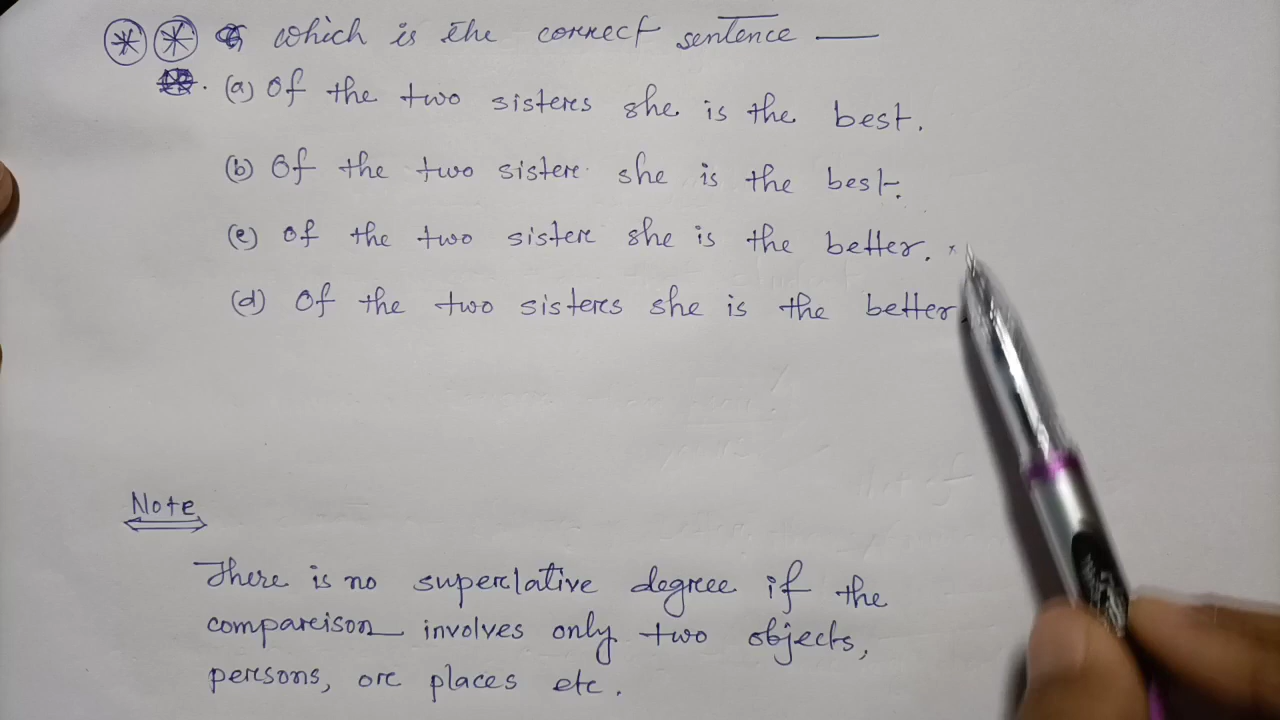 which is the correct sentence —
(a) Of the two sisters she is the best.
(b) Of the two sister she is the best.
(c) Of the two sister she is the better.
(d) Of the two sisters she is the better.
Note
There is no superlative degree if the
comparison involves only two objects,
persons, or places etc.